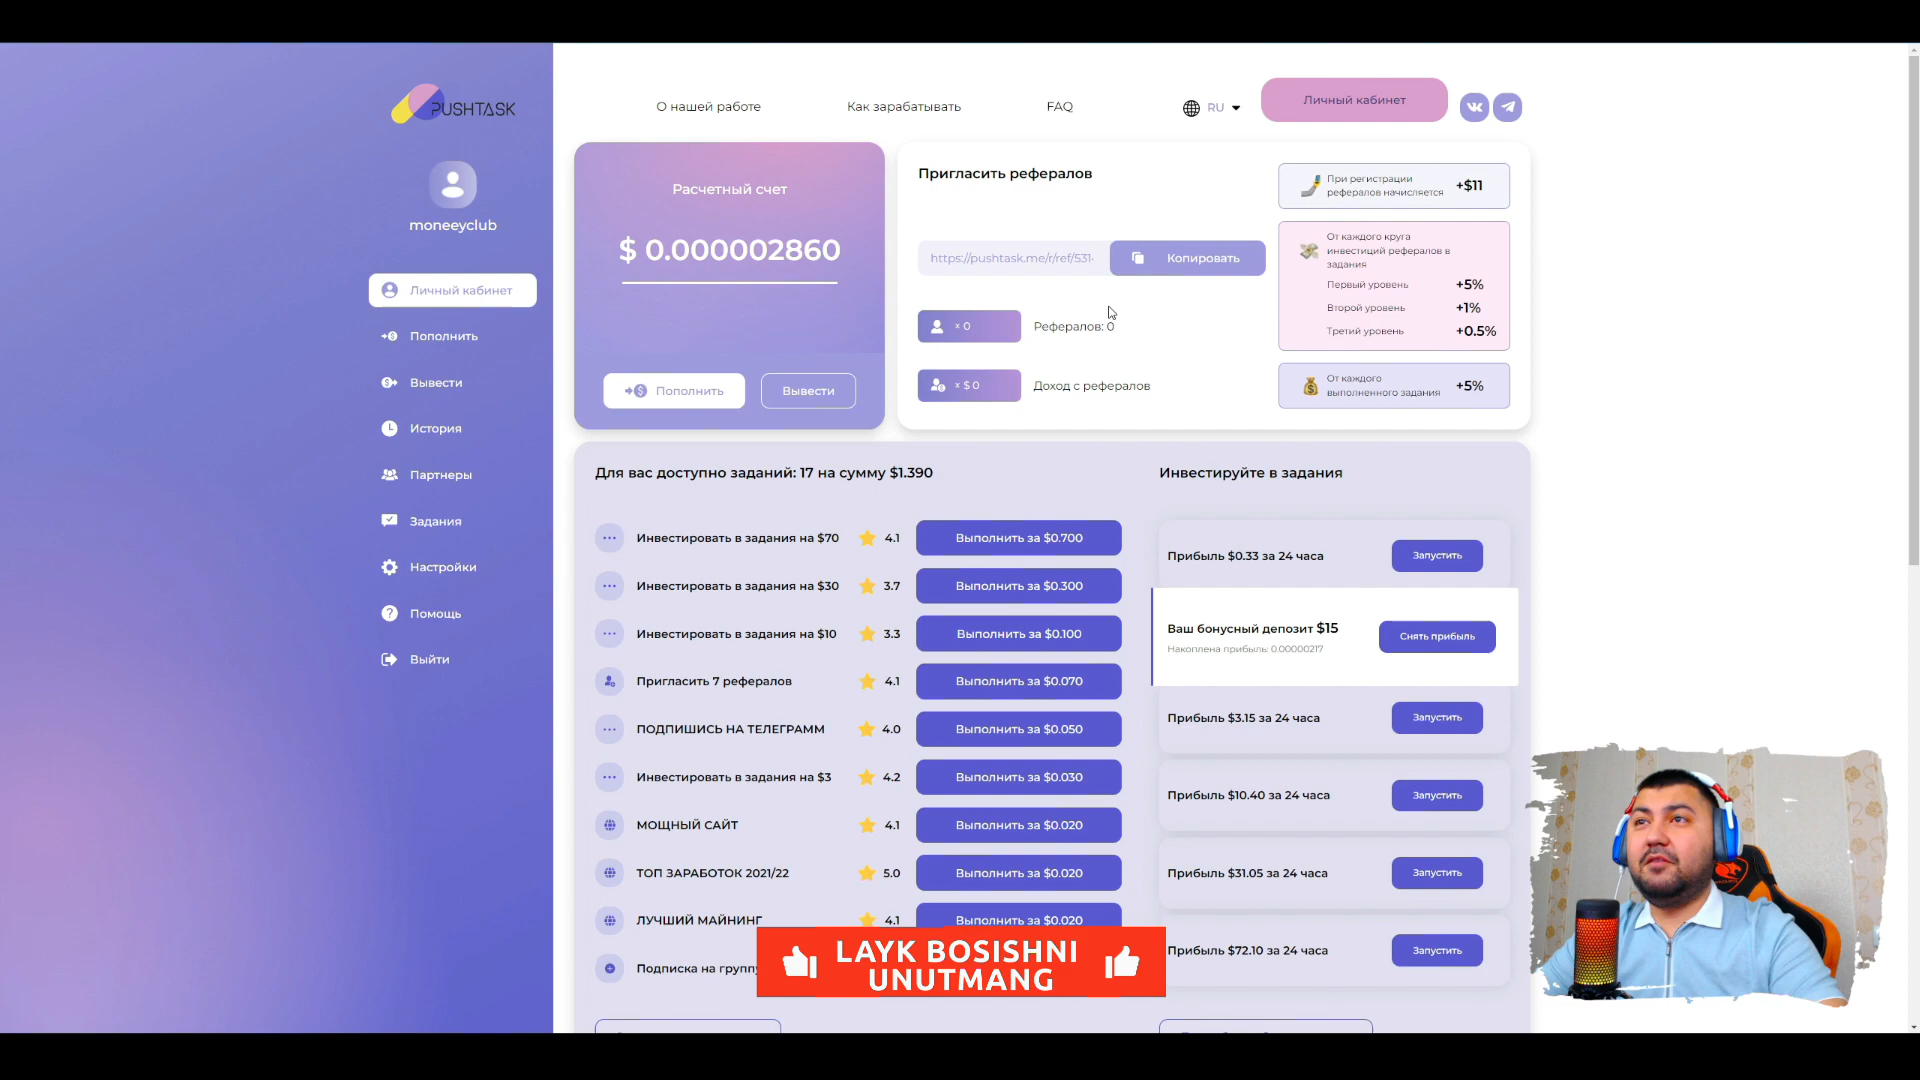 PUSHTASK
О нашей работе
Как зарабатывать
FAQ
RU
Личный кабинет
moneeyclub
Личный кабинет
Пополнить
Вывести
История
Партнеры
Задания
Настройки
Помощь
Выйти
Расчетный счет
$ 0.000002860
Пополнить
Вывести
Пригласить рефералов
https://pushtask.me/r/ref/531
Копировать
× 0
Рефералов: 0
× $ 0
Доход с рефералов
При регистрации
рефералов начисляется
+$11
От каждого круга
инвестиций рефералов в
задания
Первый уровень
+5%
Второй уровень
+1%
Третий уровень
+0.5%
От каждого
выполненного задания
+5%
Для вас доступно заданий: 17 на сумму $1.390
Инвестировать в задания на $70
4.1
Выполнить за $0.700
Инвестировать в задания на $30
3.7
Выполнить за $0.300
Инвестировать в задания на $10
3.3
Выполнить за $0.100
Пригласить 7 рефералов
4.1
Выполнить за $0.070
ПОДПИШИСЬ НА ТЕЛЕГРАММ
4.0
Выполнить за $0.050
Инвестировать в задания на $3
4.2
Выполнить за $0.030
МОЩНЫЙ САЙТ
4.1
Выполнить за $0.020
ТОП ЗАРАБОТОК 2021/22
5.0
Выполнить за $0.020
ЛУЧШИЙ МАЙНИНГ
4.1
Выполнить за $0.020
Подписка на групп
Инвестируйте в задания
Прибыль $0.33 за 24 часа
Запустить
Ваш бонусный депозит $15
Накоплена прибыль: 0.00000217
Снять прибыль
Прибыль $3.15 за 24 часа
Запустить
Прибыль $10.40 за 24 часа
Запустить
Прибыль $31.05 за 24 часа
Запустить
Прибыль $72.10 за 24 часа
Запустить
LAYK BOSISHNI
UNUTMANG